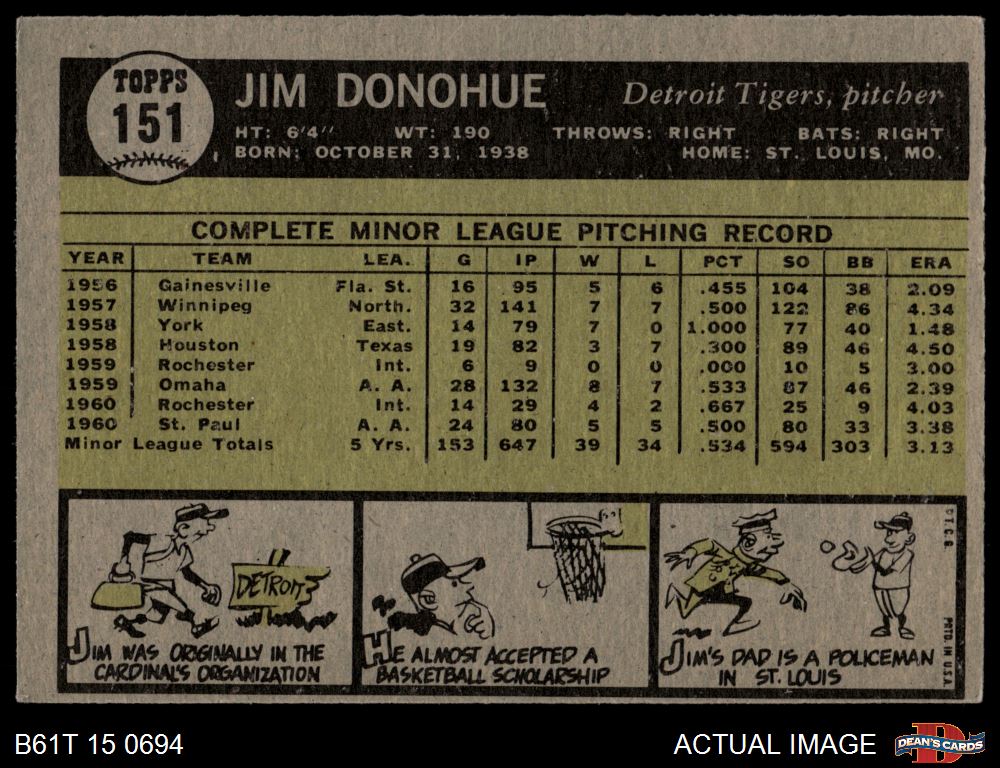 TOPPS
151
JIM DONOHUE
Detroit Tigers, pitcher
HT: 6'4" WT: 190 THROWS: RIGHT BATS: RIGHT
BORN: OCTOBER 31, 1938 HOME: ST. LOUIS, MO.
COMPLETE MINOR LEAGUE PITCHING RECORD
YEAR TEAM LEA. G IP W L PCT SO BB ERA
1956 Gainesville Fla. St. 16 95 5 6 .455 104 38 2.09
1957 Winnipeg North. 32 141 7 7 .500 122 86 4.34
1958 York East. 14 79 7 0 1.000 77 40 1.48
1958 Houston Texas 19 82 3 7 .300 89 46 4.50
1959 Rochester Int. 6 9 0 0 .000 10 5 3.00
1959 Omaha A. A. 28 132 8 7 .533 87 46 2.39
1960 Rochester Int. 14 29 4 2 .667 25 9 4.03
1960 St. Paul A. A. 24 80 5 5 .500 80 33 3.38
Minor League Totals 5 Yrs. 153 647 39 34 .534 594 303 3.13
DETROIT
JIM WAS ORIGINALLY IN THE
CARDINAL'S ORGANIZATION
HE ALMOST ACCEPTED A
BASKETBALL SCHOLARSHIP
JIM'S DAD IS A POLICEMAN
IN ST. LOUIS
©T.C.G.
PRTD. IN U.S.A.
B61T 15 0694
ACTUAL IMAGE
DEAN'S CARDS